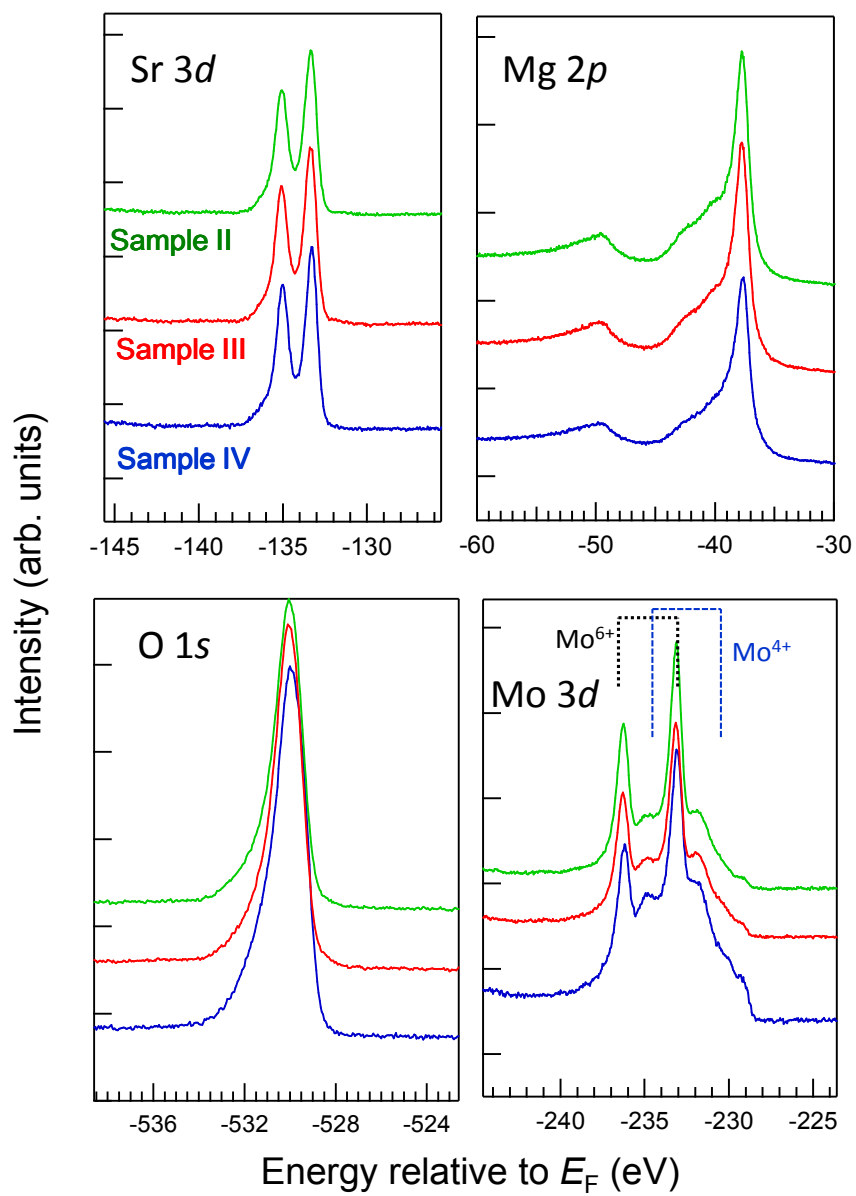 Sr 3d
Mg 2p
Sample II
Sample III
Sample IV
-145 -140 -135 -130
-60 -50 -40 -30
Intensity (arb. units)
O 1s
Mo⁶⁺
Mo⁴⁺
Mo 3d
-536 -532 -528 -524
-240 -235 -230 -225
Energy relative to E_F (eV)